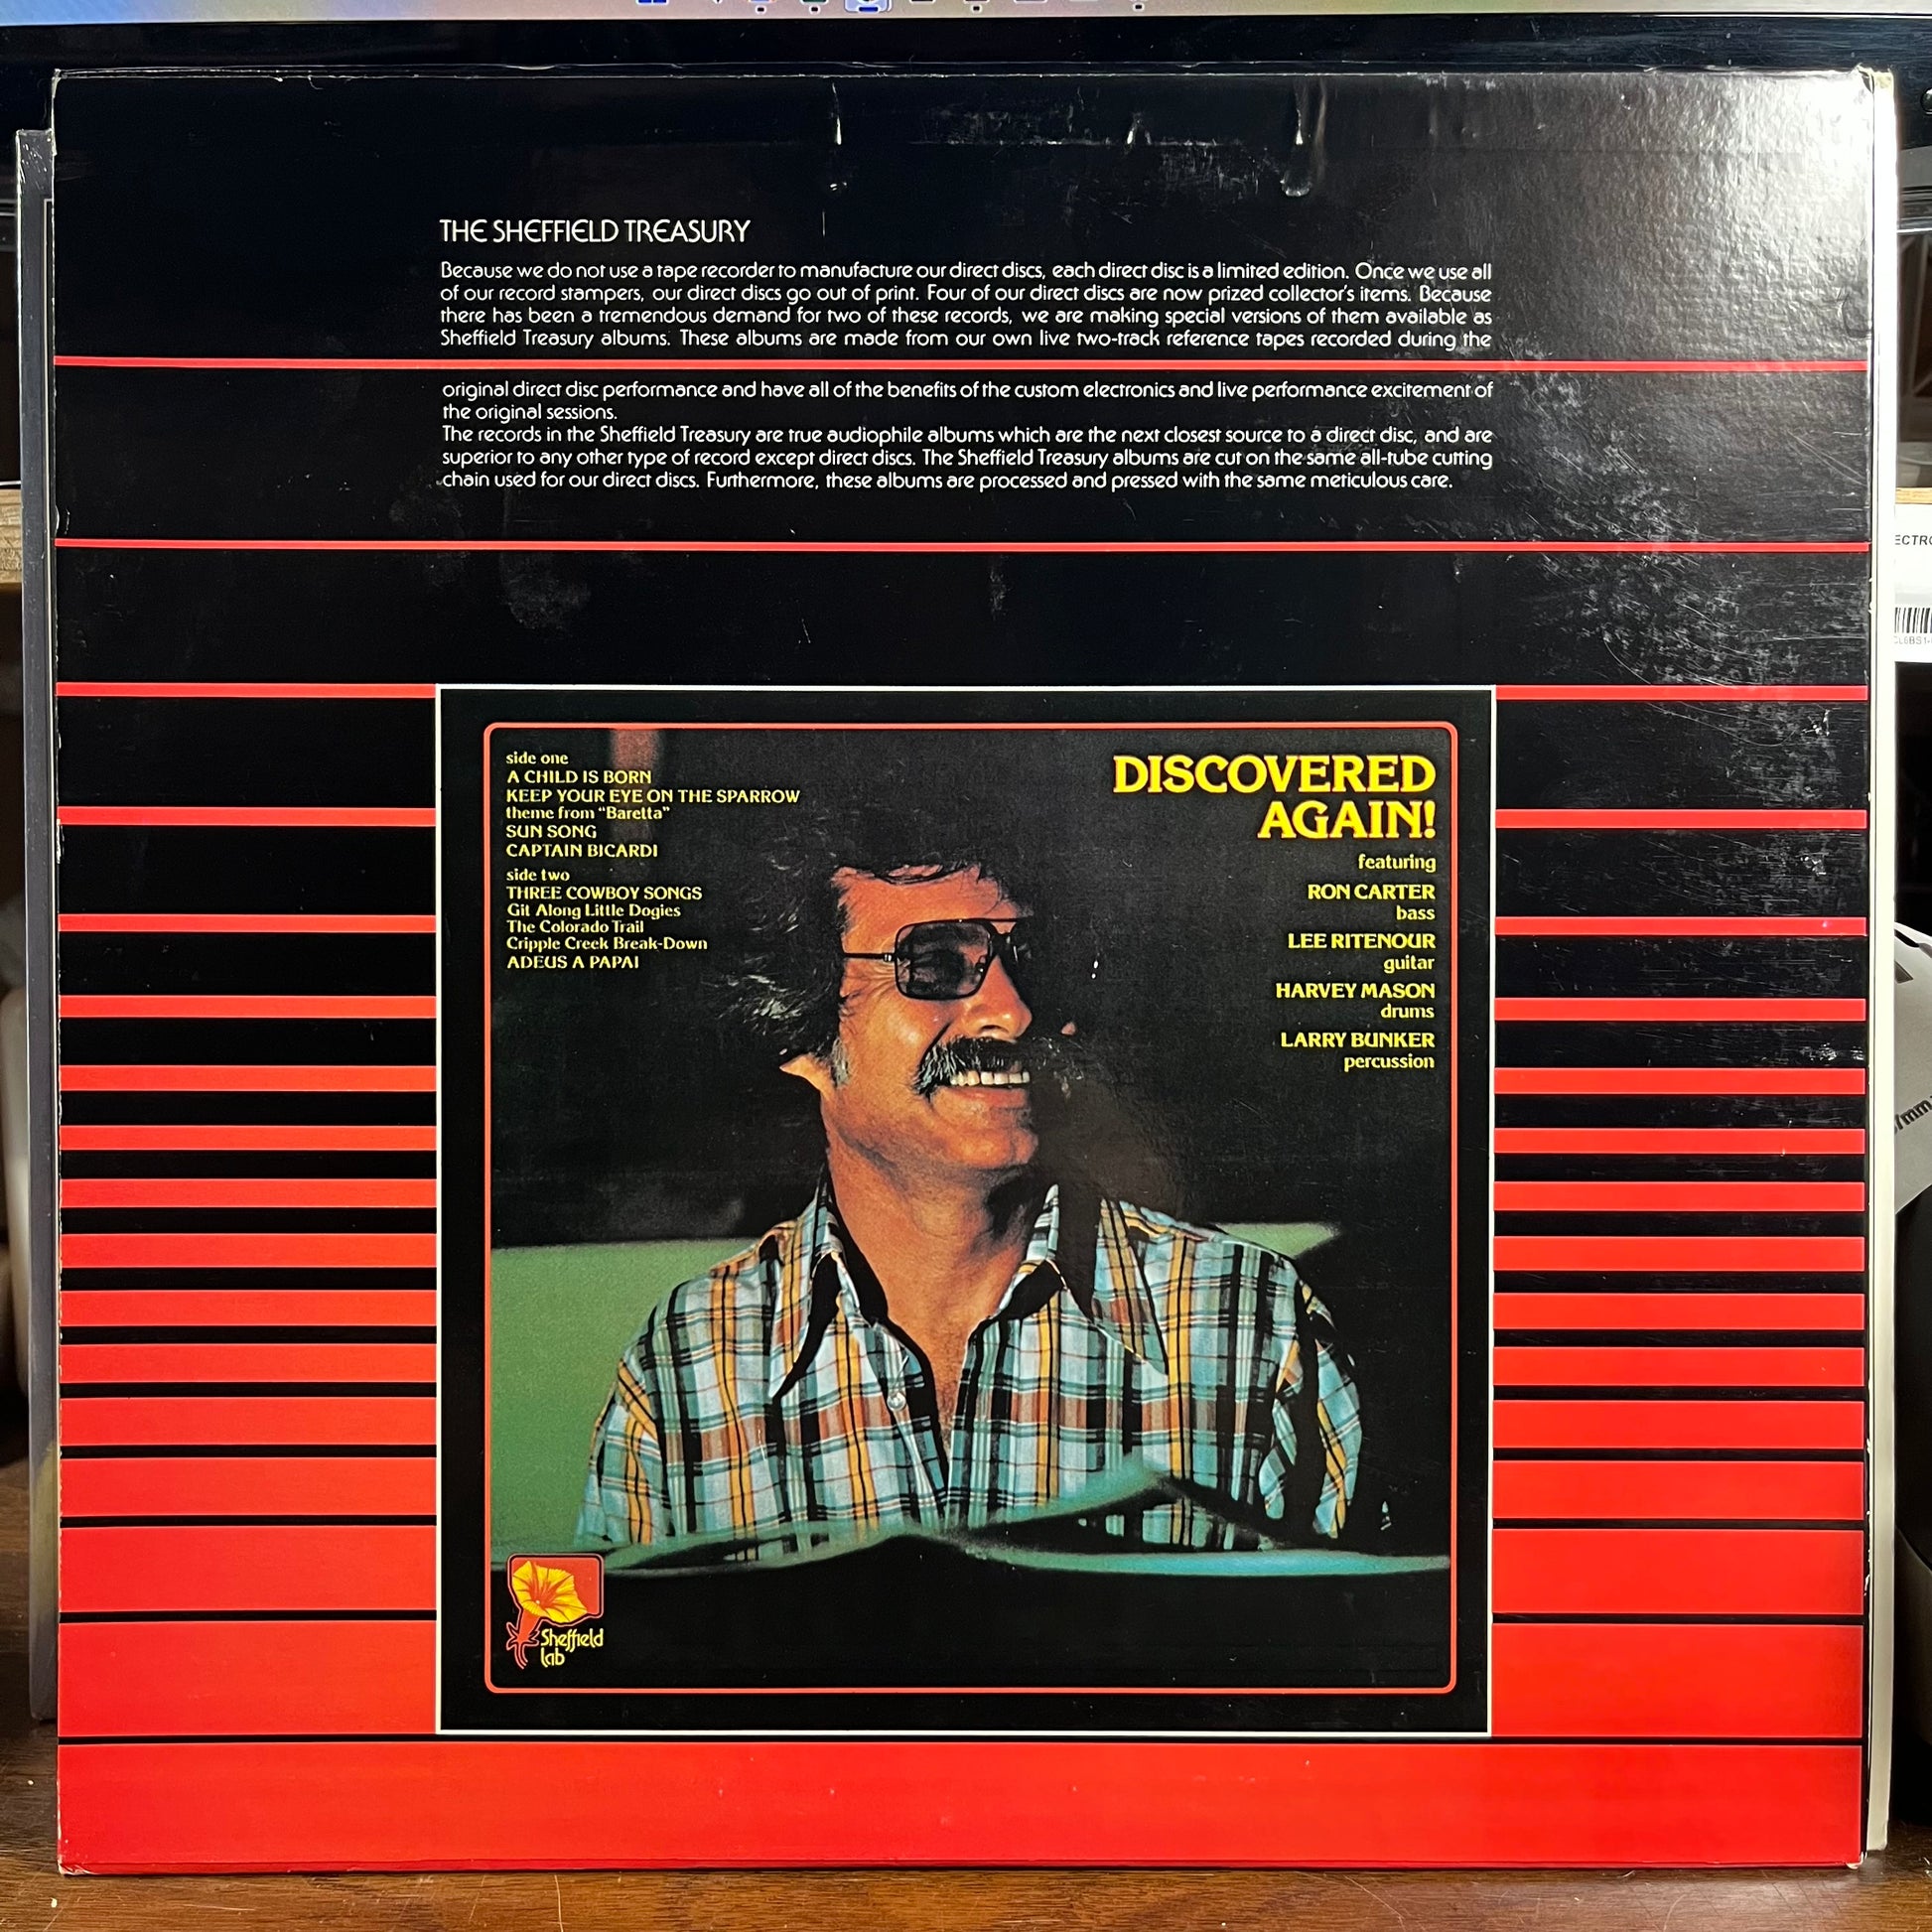 THE SHEFFIELD TREASURY
Because we do not use a tape recorder to manufacture our direct discs, each direct disc is a limited edition. Once we use all
of our record stampers, our direct discs go out of print. Four of our direct discs are now prized collector's items. Because
there has been a tremendous demand for two of these records, we are making special versions of them available as
Sheffield Treasury albums. These albums are made from our own live two-track reference tapes recorded during the
original direct disc performance and have all of the benefits of the custom electronics and live performance excitement of
the original sessions.
The records in the Sheffield Treasury are true audiophile albums which are the next closest source to a direct disc, and are
superior to any other type of record except direct discs. The Sheffield Treasury albums are cut on the same all-tube cutting
chain used for our direct discs. Furthermore, these albums are processed and pressed with the same meticulous care.
side one
A CHILD IS BORN
KEEP YOUR EYE ON THE SPARROW
theme from "Baretta"
SUN SONG
CAPTAIN BICARDI
side two
THREE COWBOY SONGS
Git Along Little Dogies
The Colorado Trail
Cripple Creek Break-Down
ADEUS A PAPAI
DISCOVERED
AGAIN!
featuring
RON CARTER
bass
LEE RITENOUR
guitar
HARVEY MASON
drums
LARRY BUNKER
percussion
Sheffield
lab